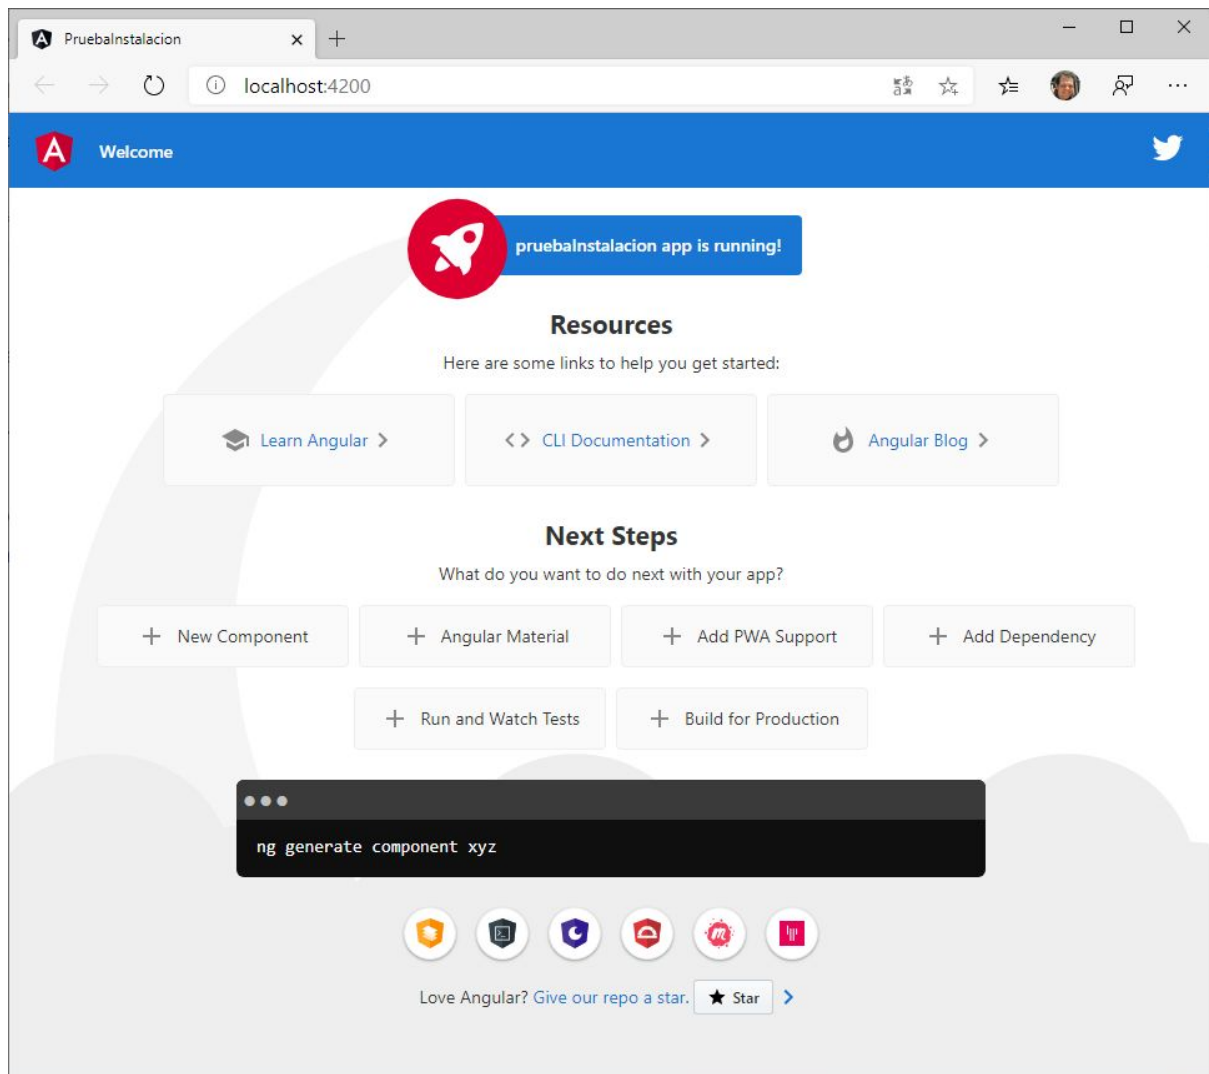 PruebaInstalacion
localhost:4200
Welcome
pruebaInstalacion app is running!
Resources
Here are some links to help you get started:
Learn Angular
CLI Documentation
Angular Blog
Next Steps
What do you want to do next with your app?
New Component
Angular Material
Add PWA Support
Add Dependency
Run and Watch Tests
Build for Production
ng generate component xyz
Love Angular? Give our repo a star. Star